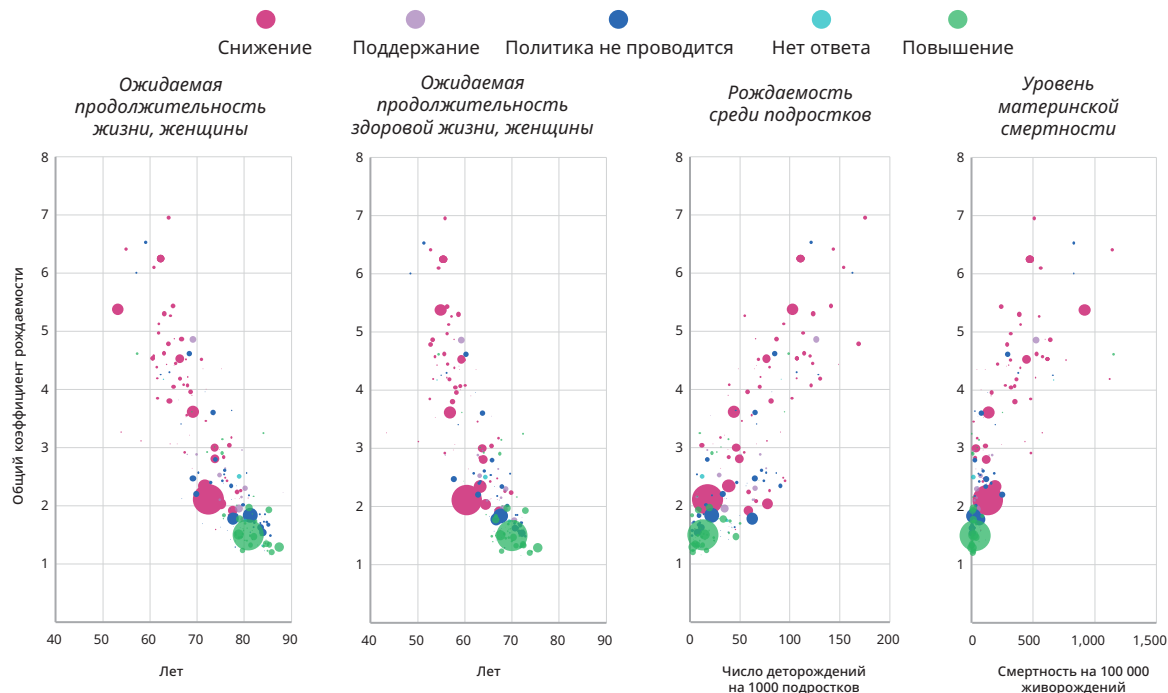 Снижение
Поддержание
Политика не проводится
Нет ответа
Повышение
Ожидаемая
продолжительность
жизни, женщины
Ожидаемая
продолжительность
здоровой жизни, женщины
Рождаемость
среди подростков
Уровень
материнской
смертности
Общий коэффициент рождаемости
8
7
6
5
4
3
2
1
40 50 60 70 80 90
Лет
8
7
6
5
4
3
2
1
40 50 60 70 80 90
Лет
8
7
6
5
4
3
2
1
0 50 100 150 200
Число деторождений
на 1000 подростков
8
7
6
5
4
3
2
1
0 500 1,000 1,500
Смертность на 100 000
живорождений